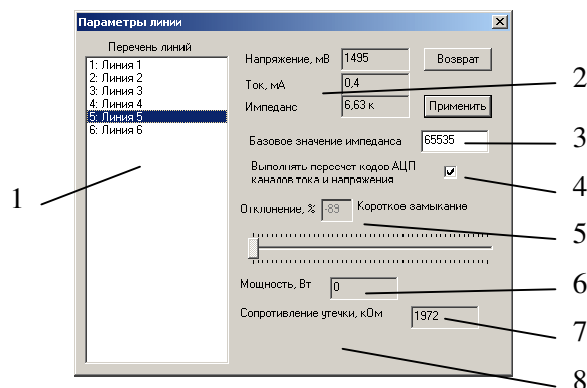 Параметры линии
Перечень линий
1: Линия 1
2: Линия 2
3: Линия 3
4: Линия 4
5: Линия 5
6: Линия 6
Напряжение, мВ 1495 Возврат
Ток, мА 0,4
Импеданс 6,63 к Применить
Базовое значение импеданса 65535
Выполнять пересчет кодов АЦП
каналов тока и напряжения
Отклонение, % -89 Короткое замыкание
Мощность, Вт 0
Сопротивление утечки, кОм 1972
1
2
3
4
5
6
7
8